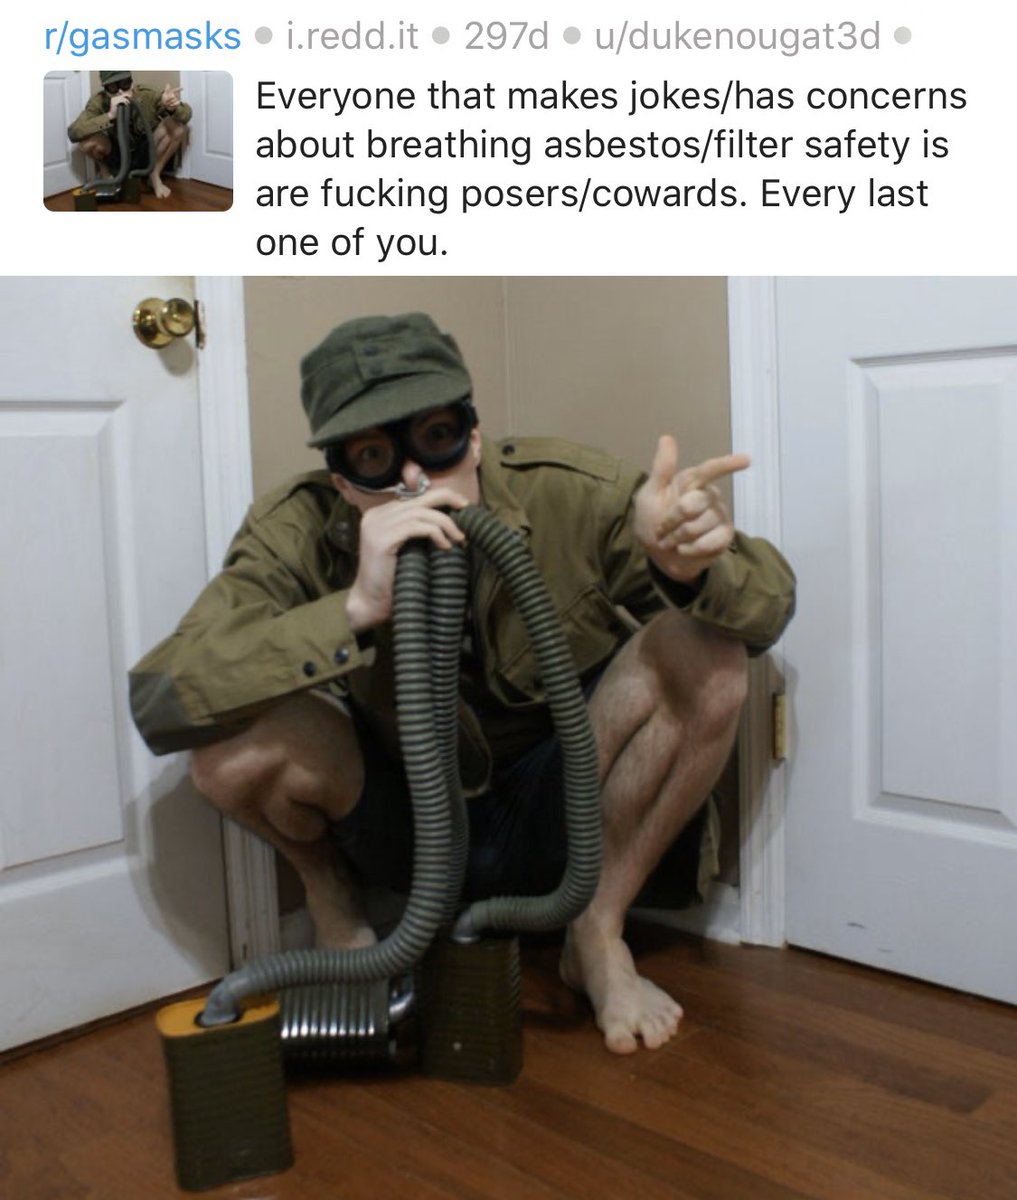 r/gasmasks • i.redd.it • 297d • u/dukenougat3d •
Everyone that makes jokes/has concerns
about breathing asbestos/filter safety is
are fucking posers/cowards. Every last
one of you.